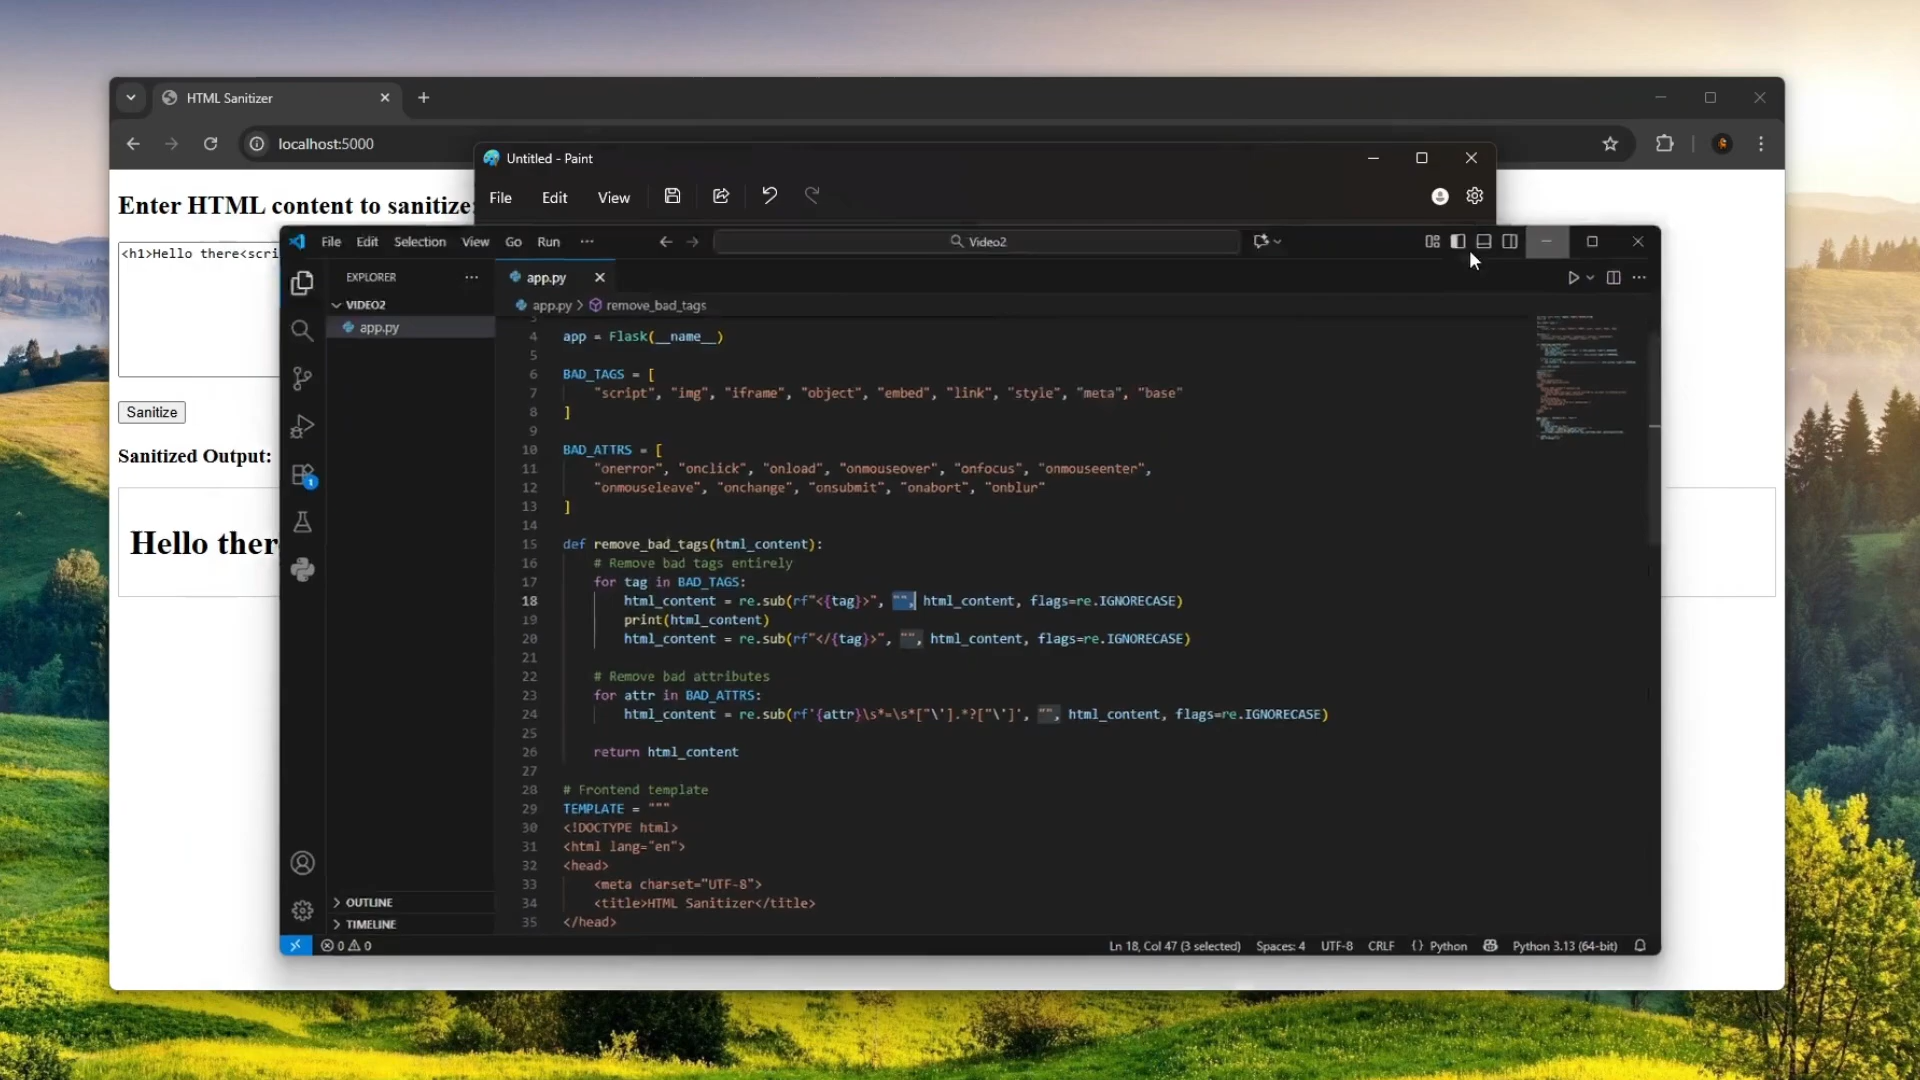 HTML Sanitizer
localhost:5000
Untitled - Paint
File Edit View
Enter HTML content to sanitize:
<h1>Hello there<scri
Sanitize
Sanitized Output:
Hello ther
File Edit Selection View Go Run ···
Video2
EXPLORER ···
VIDEO2
app.py
app.py
app.py > remove_bad_tags
4 app = Flask(__name__)
5
6 BAD_TAGS = [
7 "script", "img", "iframe", "object", "embed", "link", "style", "meta", "base"
8 ]
9
10 BAD_ATTRS = [
11 "onerror", "onclick", "onload", "onmouseover", "onfocus", "onmouseenter",
12 "onmouseleave", "onchange", "onsubmit", "onabort", "onblur"
13 ]
14
15 def remove_bad_tags(html_content):
16 # Remove bad tags entirely
17 for tag in BAD_TAGS:
18 html_content = re.sub(rf"<{tag}>", "", html_content, flags=re.IGNORECASE)
19 print(html_content)
20 html_content = re.sub(rf"</{tag}>", "", html_content, flags=re.IGNORECASE)
21
22 # Remove bad attributes
23 for attr in BAD_ATTRS:
24 html_content = re.sub(rf'{attr}\s*=\s*["\'].*?["\']', "", html_content, flags=re.IGNORECASE)
25
26 return html_content
27
28 # Frontend template
29 TEMPLATE = """
30 <!DOCTYPE html>
31 <html lang="en">
32 <head>
33 <meta charset="UTF-8">
34 <title>HTML Sanitizer</title>
35 </head>
OUTLINE
TIMELINE
1
0 0
Ln 18, Col 47 (3 selected) Spaces: 4 UTF-8 CRLF {} Python Python 3.13 (64-bit)